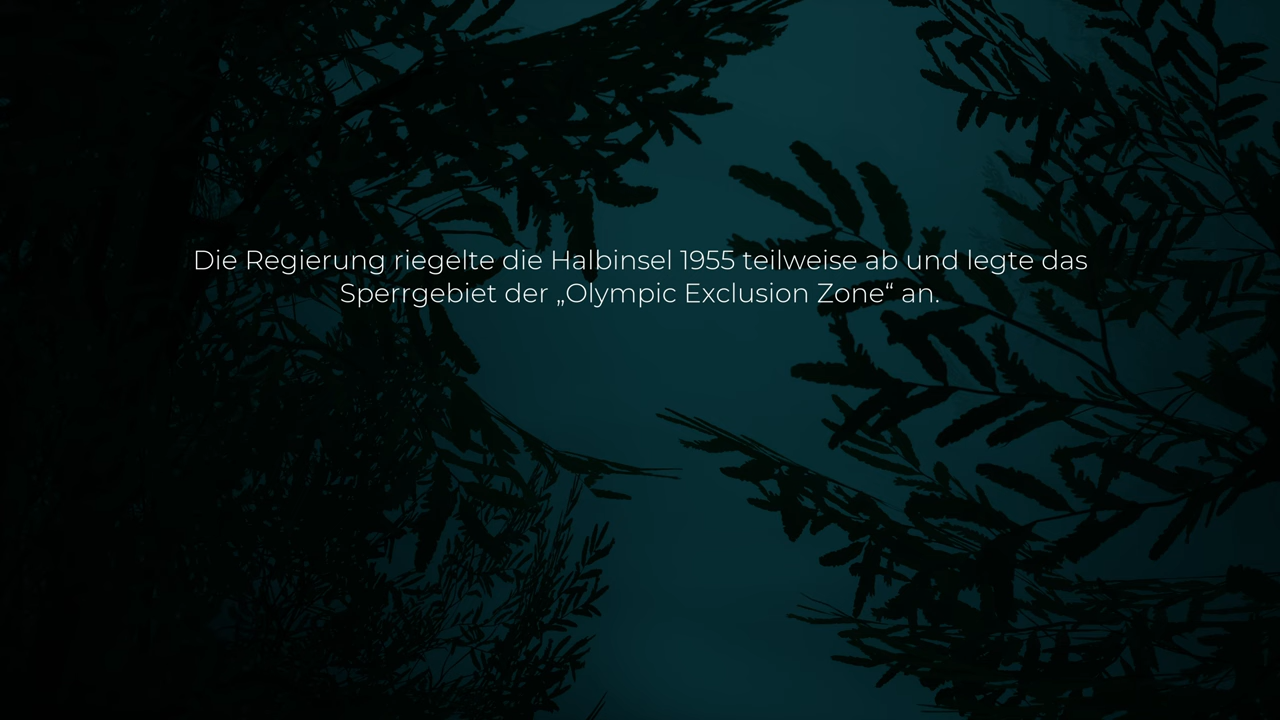 Die Regierung riegelte die Halbinsel 1955 teilweise ab und legte das
Sperrgebiet der „Olympic Exclusion Zone“ an.